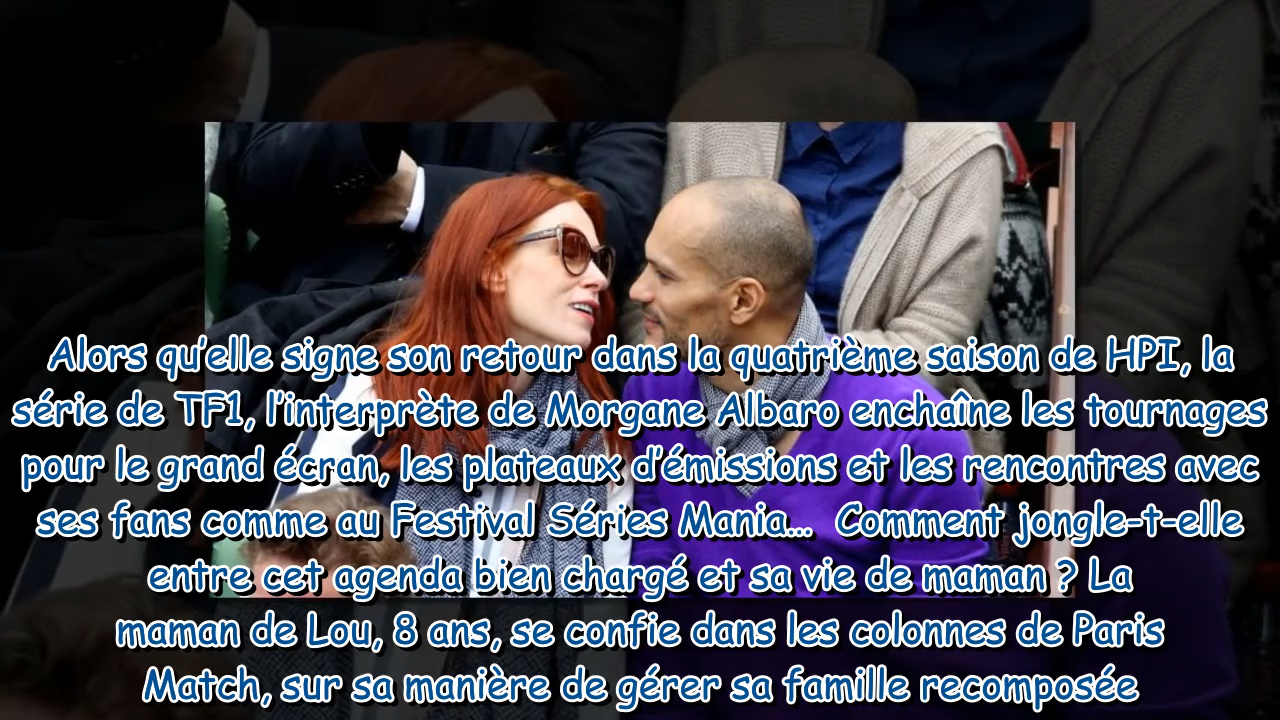 Alors qu'elle signe son retour dans la quatrième saison de HPI, la
série de TF1, l'interprète de Morgane Albaro enchaîne les tournages
pour le grand écran, les plateaux d'émissions et les rencontres avec
ses fans comme au Festival Séries Mania... Comment jongle-t-elle
entre cet agenda bien chargé et sa vie de maman ? La
maman de Lou, 8 ans, se confie dans les colonnes de Paris
Match, sur sa manière de gérer sa famille recomposée